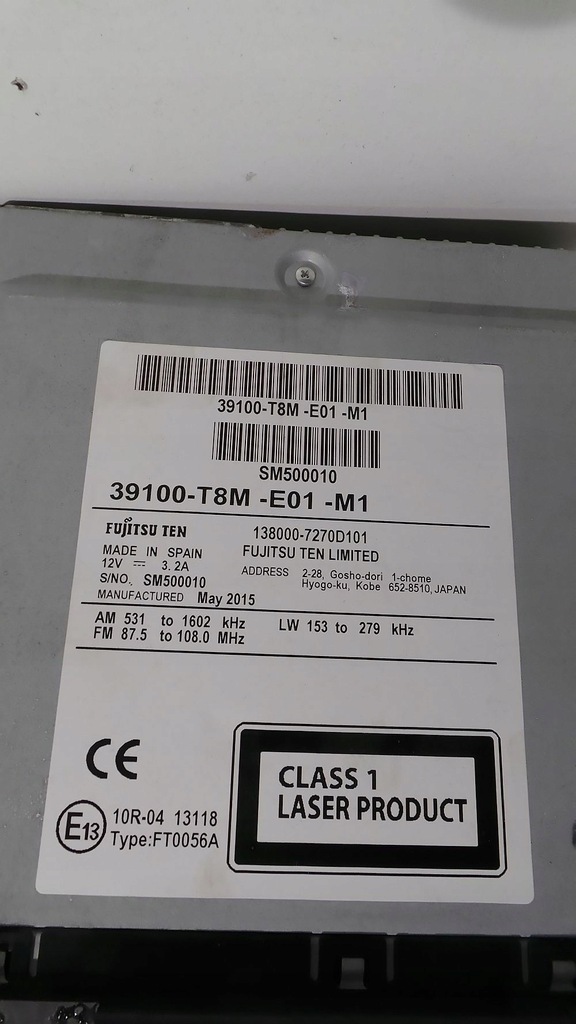 39100-T8M -E01 -M1
SM500010
39100-T8M -E01 -M1
FUJITSU TEN 138000-7270D101
MADE IN SPAIN FUJITSU TEN LIMITED
12V ⎓ 3.2A ADDRESS 2-28, Gosho-dori 1-chome
S/NO. SM500010 Hyogo-ku, Kobe 652-8510, JAPAN
MANUFACTURED May 2015
AM 531 to 1602 kHz LW 153 to 279 kHz
FM 87.5 to 108.0 MHz
CE
CLASS 1
LASER PRODUCT
E13 10R-04 13118
Type:FT0056A